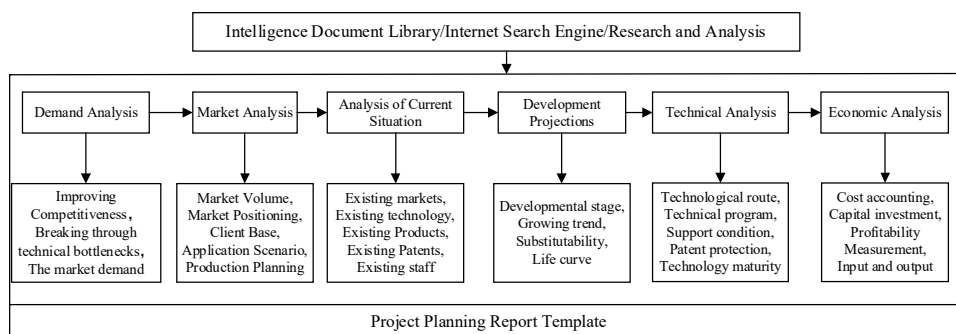 Intelligence Document Library/Internet Search Engine/Research and Analysis
Demand Analysis
Market Analysis
Analysis of Current
Situation
Development
Projections
Technical Analysis
Economic Analysis
Improving
Competitiveness,
Breaking through
technical bottlenecks,
The market demand
Market Volume,
Market Positioning,
Client Base,
Application Scenario,
Production Planning
Existing markets,
Existing technology,
Existing Products,
Existing Patents,
Existing staff
Developmental stage,
Growing trend,
Substitutability,
Life curve
Technological route,
Technical program,
Support condition,
Patent protection,
Technology maturity
Cost accounting,
Capital investment,
Profitability
Measurement,
Input and output
Project Planning Report Template